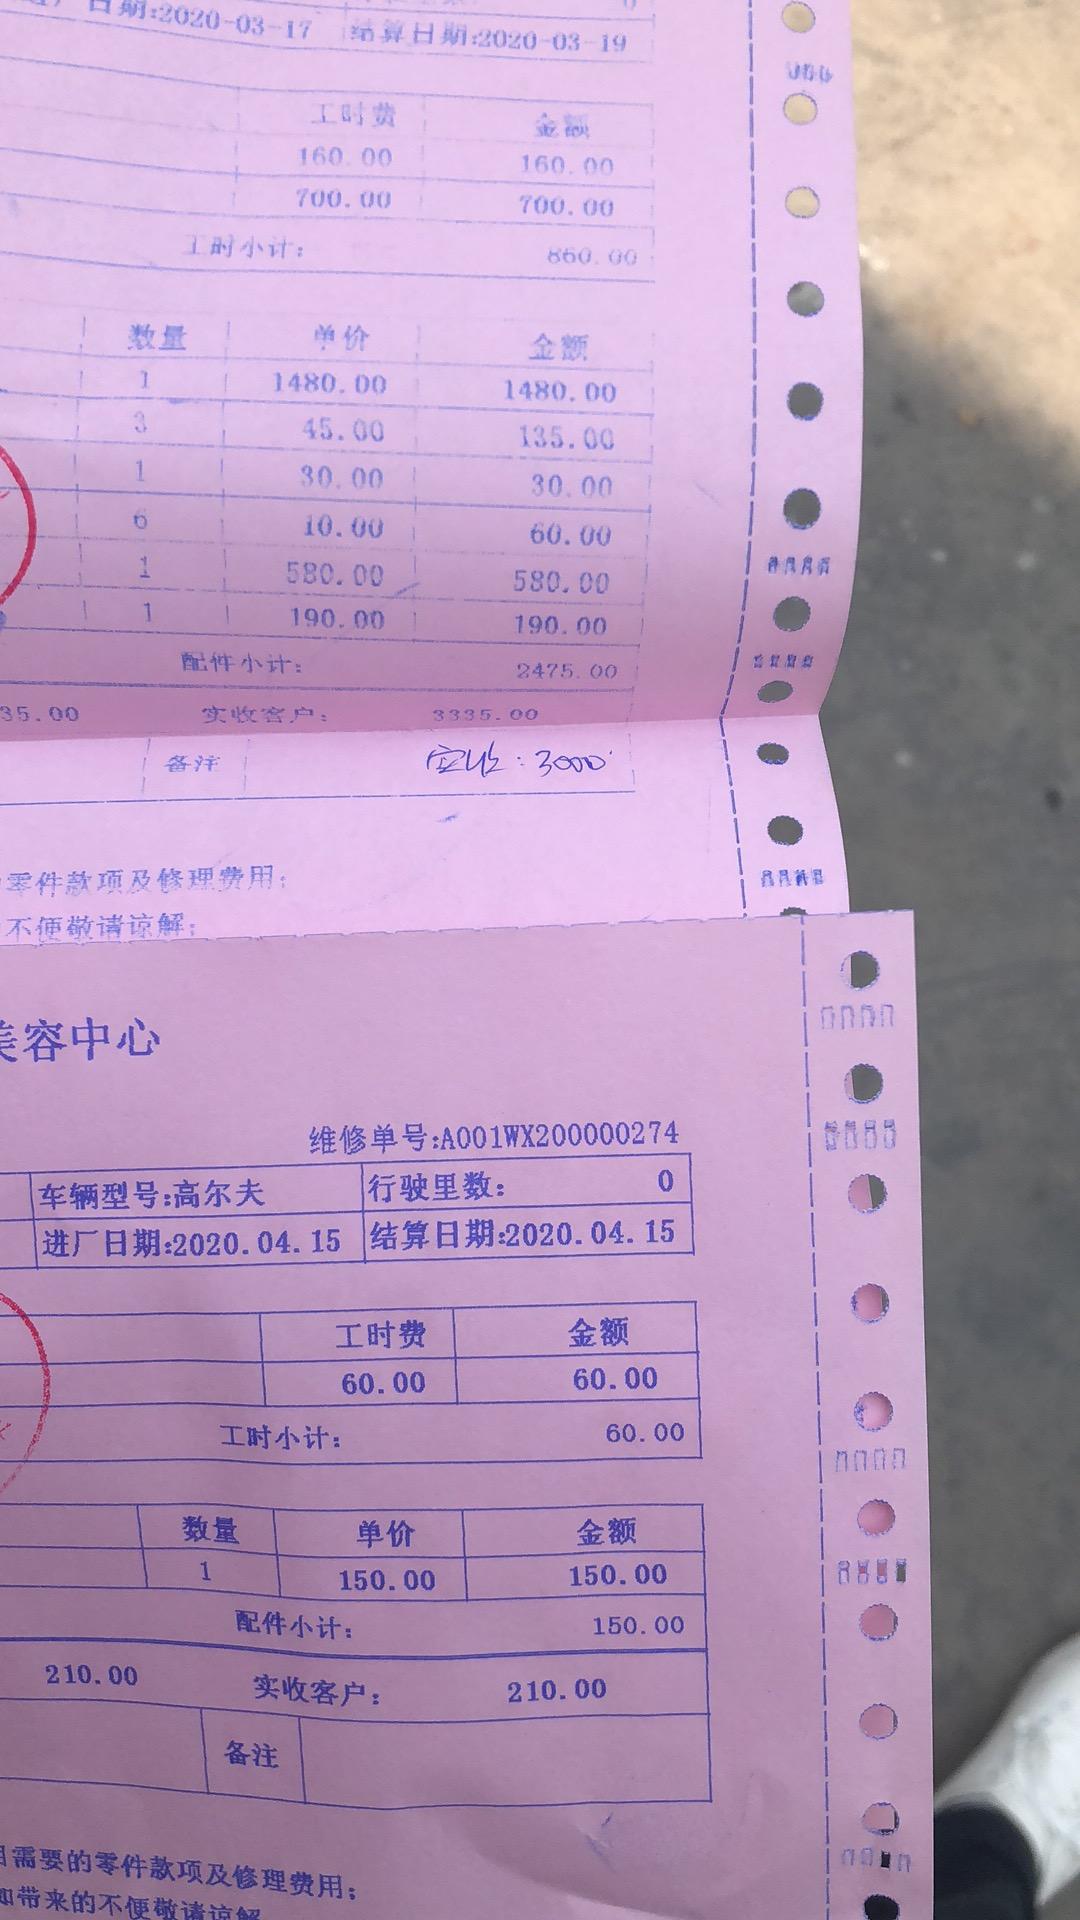 日期:2020-03-17 结算日期:2020-03-19
工时费 金额
160.00 160.00
700.00 700.00
工时小计: 860.00
数量 单价 金额
1 1480.00 1480.00
3 45.00 135.00
1 30.00 30.00
6 10.00 60.00
1 580.00 580.00
1 190.00 190.00
配件小计: 2475.00
35.00 实收客户: 3335.00
备注 实收:3000
零件款项及修理费用;
不便敬请谅解;
美容中心
维修单号:A001WX200000274
车辆型号:高尔夫 行驶里数: 0
进厂日期:2020.04.15 结算日期:2020.04.15
工时费 金额
60.00 60.00
工时小计: 60.00
数量 单价 金额
1 150.00 150.00
配件小计: 150.00
210.00 实收客户: 210.00
备注
需要的零件款项及修理费用;
如带来的不便敬请谅解